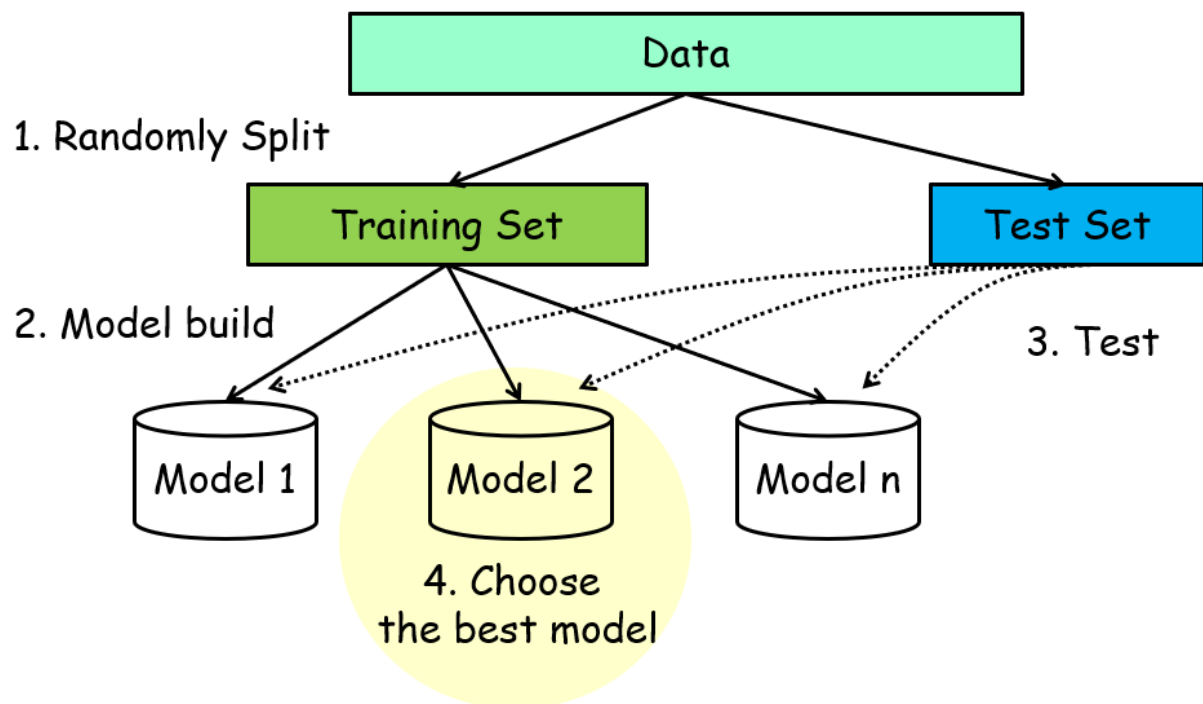 Data
1. Randomly Split
Training Set
Test Set
2. Model build
3. Test
Model 1
Model 2
Model n
4. Choose
the best model